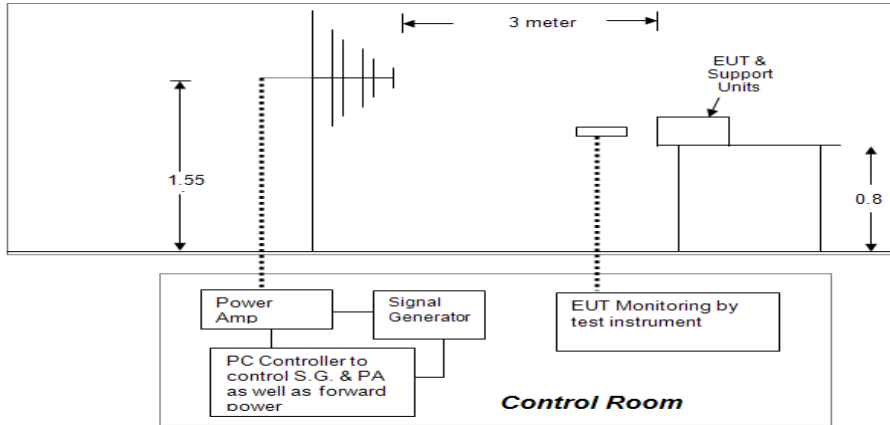 3 meter
EUT &
Support
Units
1.55
0.8
Power
Amp
Signal
Generator
EUT Monitoring by
test instrument
PC Controller to
control S.G. & PA
as well as forward
power
Control Room